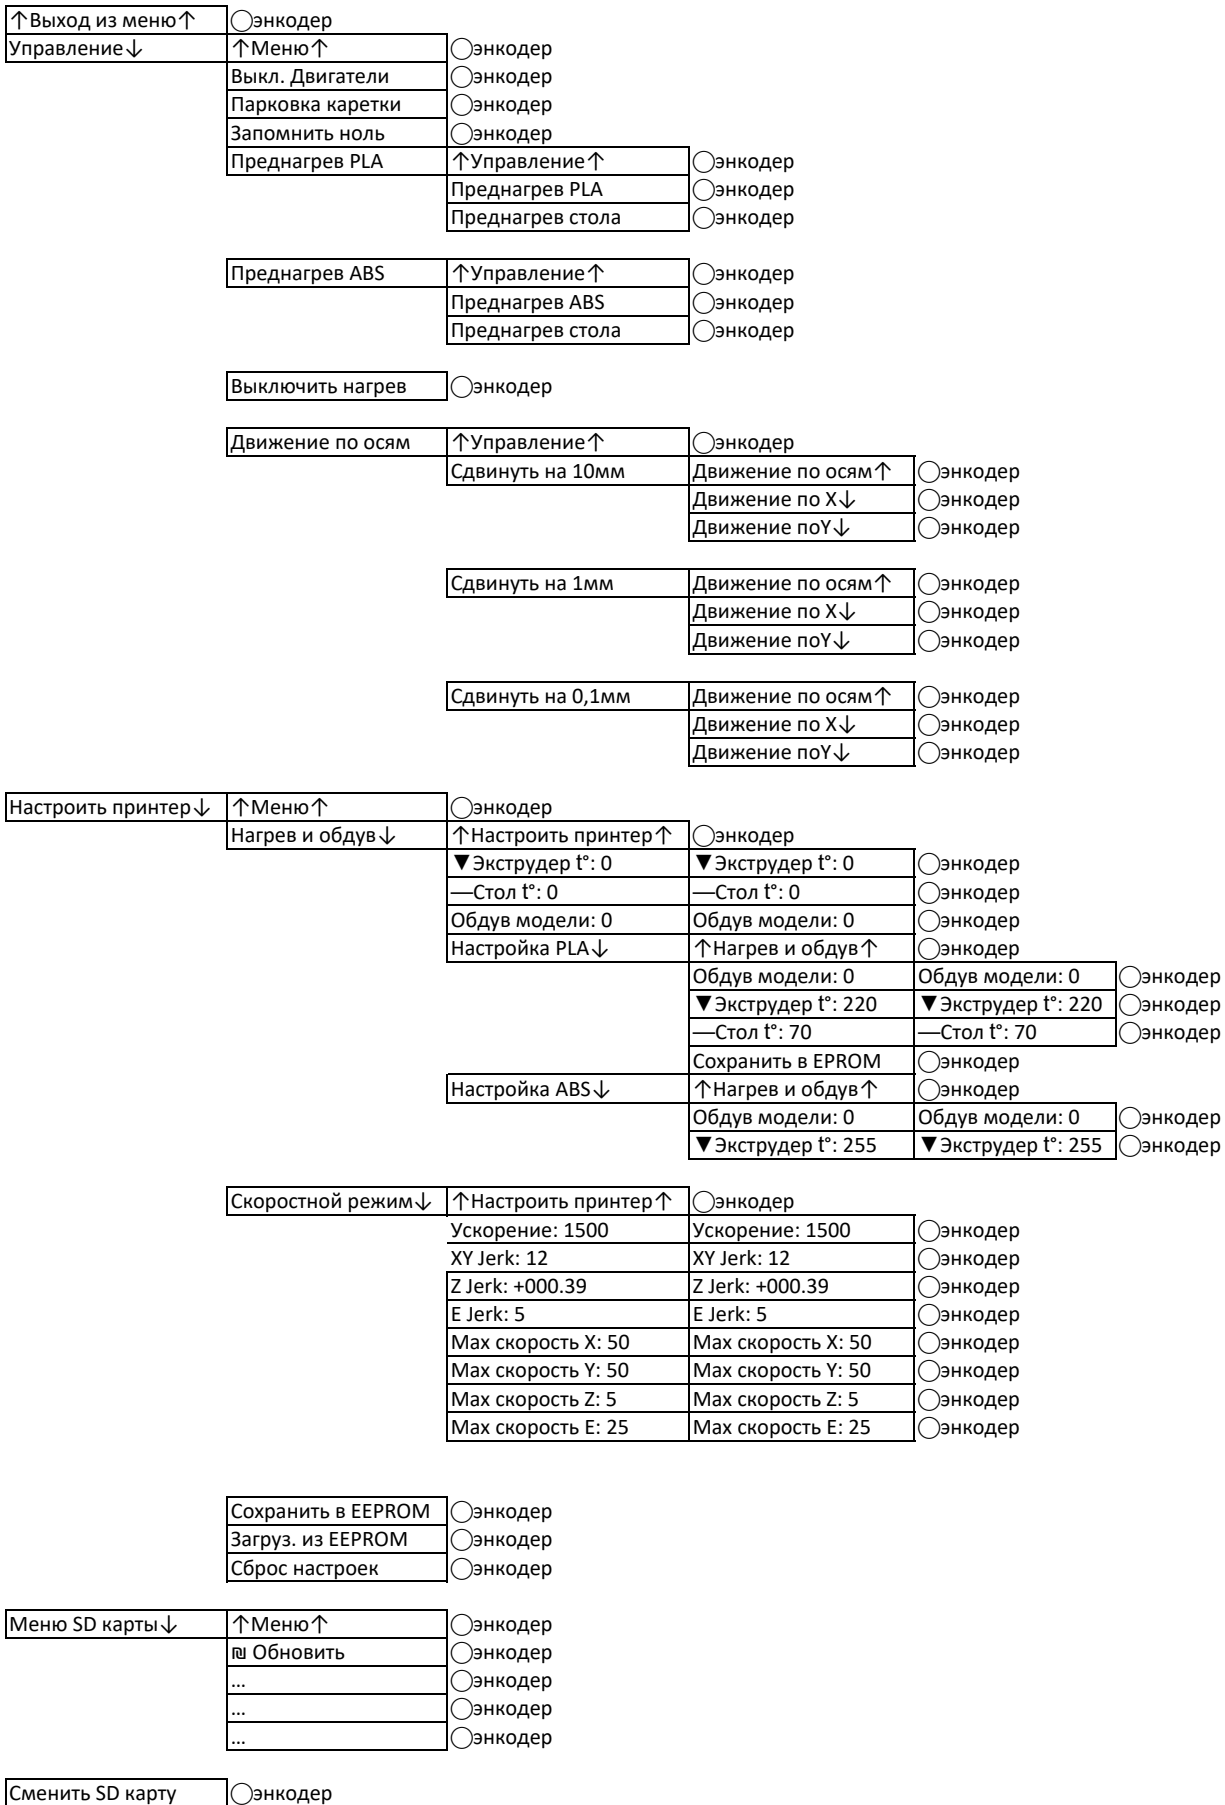 ↑Выход из меню↑ ◯энкодер
Управление↓ ↑Меню↑ ◯энкодер
Выкл. Двигатели ◯энкодер
Парковка каретки ◯энкодер
Запомнить ноль ◯энкодер
Преднагрев PLA ↑Управление↑ ◯энкодер
Преднагрев PLA ◯энкодер
Преднагрев стола ◯энкодер
Преднагрев ABS ↑Управление↑ ◯энкодер
Преднагрев ABS ◯энкодер
Преднагрев стола ◯энкодер
Выключить нагрев ◯энкодер
Движение по осям ↑Управление↑ ◯энкодер
Сдвинуть на 10мм Движение по осям↑ ◯энкодер
Движение по X↓ ◯энкодер
Движение поY↓ ◯энкодер
Сдвинуть на 1мм Движение по осям↑ ◯энкодер
Движение по X↓ ◯энкодер
Движение поY↓ ◯энкодер
Сдвинуть на 0,1мм Движение по осям↑ ◯энкодер
Движение по X↓ ◯энкодер
Движение поY↓ ◯энкодер
Настроить принтер↓ ↑Меню↑ ◯энкодер
Нагрев и обдув↓ ↑Настроить принтер↑ ◯энкодер
▼Экструдер t°: 0 ▼Экструдер t°: 0 ◯энкодер
—Стол t°: 0 —Стол t°: 0 ◯энкодер
Обдув модели: 0 Обдув модели: 0 ◯энкодер
Настройка PLA↓ ↑Нагрев и обдув↑ ◯энкодер
Обдув модели: 0 Обдув модели: 0 ◯энкодер
▼Экструдер t°: 220 ▼Экструдер t°: 220 ◯энкодер
—Стол t°: 70 —Стол t°: 70 ◯энкодер
Сохранить в EPROM ◯энкодер
Настройка ABS↓ ↑Нагрев и обдув↑ ◯энкодер
Обдув модели: 0 Обдув модели: 0 ◯энкодер
▼Экструдер t°: 255 ▼Экструдер t°: 255 ◯энкодер
Скоростной режим↓ ↑Настроить принтер↑ ◯энкодер
Ускорение: 1500 Ускорение: 1500 ◯энкодер
XY Jerk: 12 XY Jerk: 12 ◯энкодер
Z Jerk: +000.39 Z Jerk: +000.39 ◯энкодер
E Jerk: 5 E Jerk: 5 ◯энкодер
Max скорость X: 50 Max скорость X: 50 ◯энкодер
Max скорость Y: 50 Max скорость Y: 50 ◯энкодер
Max скорость Z: 5 Max скорость Z: 5 ◯энкодер
Max скорость E: 25 Max скорость E: 25 ◯энкодер
Сохранить в EEPROM ◯энкодер
Загруз. из EEPROM ◯энкодер
Сброс настроек ◯энкодер
Меню SD карты↓ ↑Меню↑ ◯энкодер
₪ Обновить ◯энкодер
... ◯энкодер
... ◯энкодер
... ◯энкодер
Сменить SD карту ◯энкодер